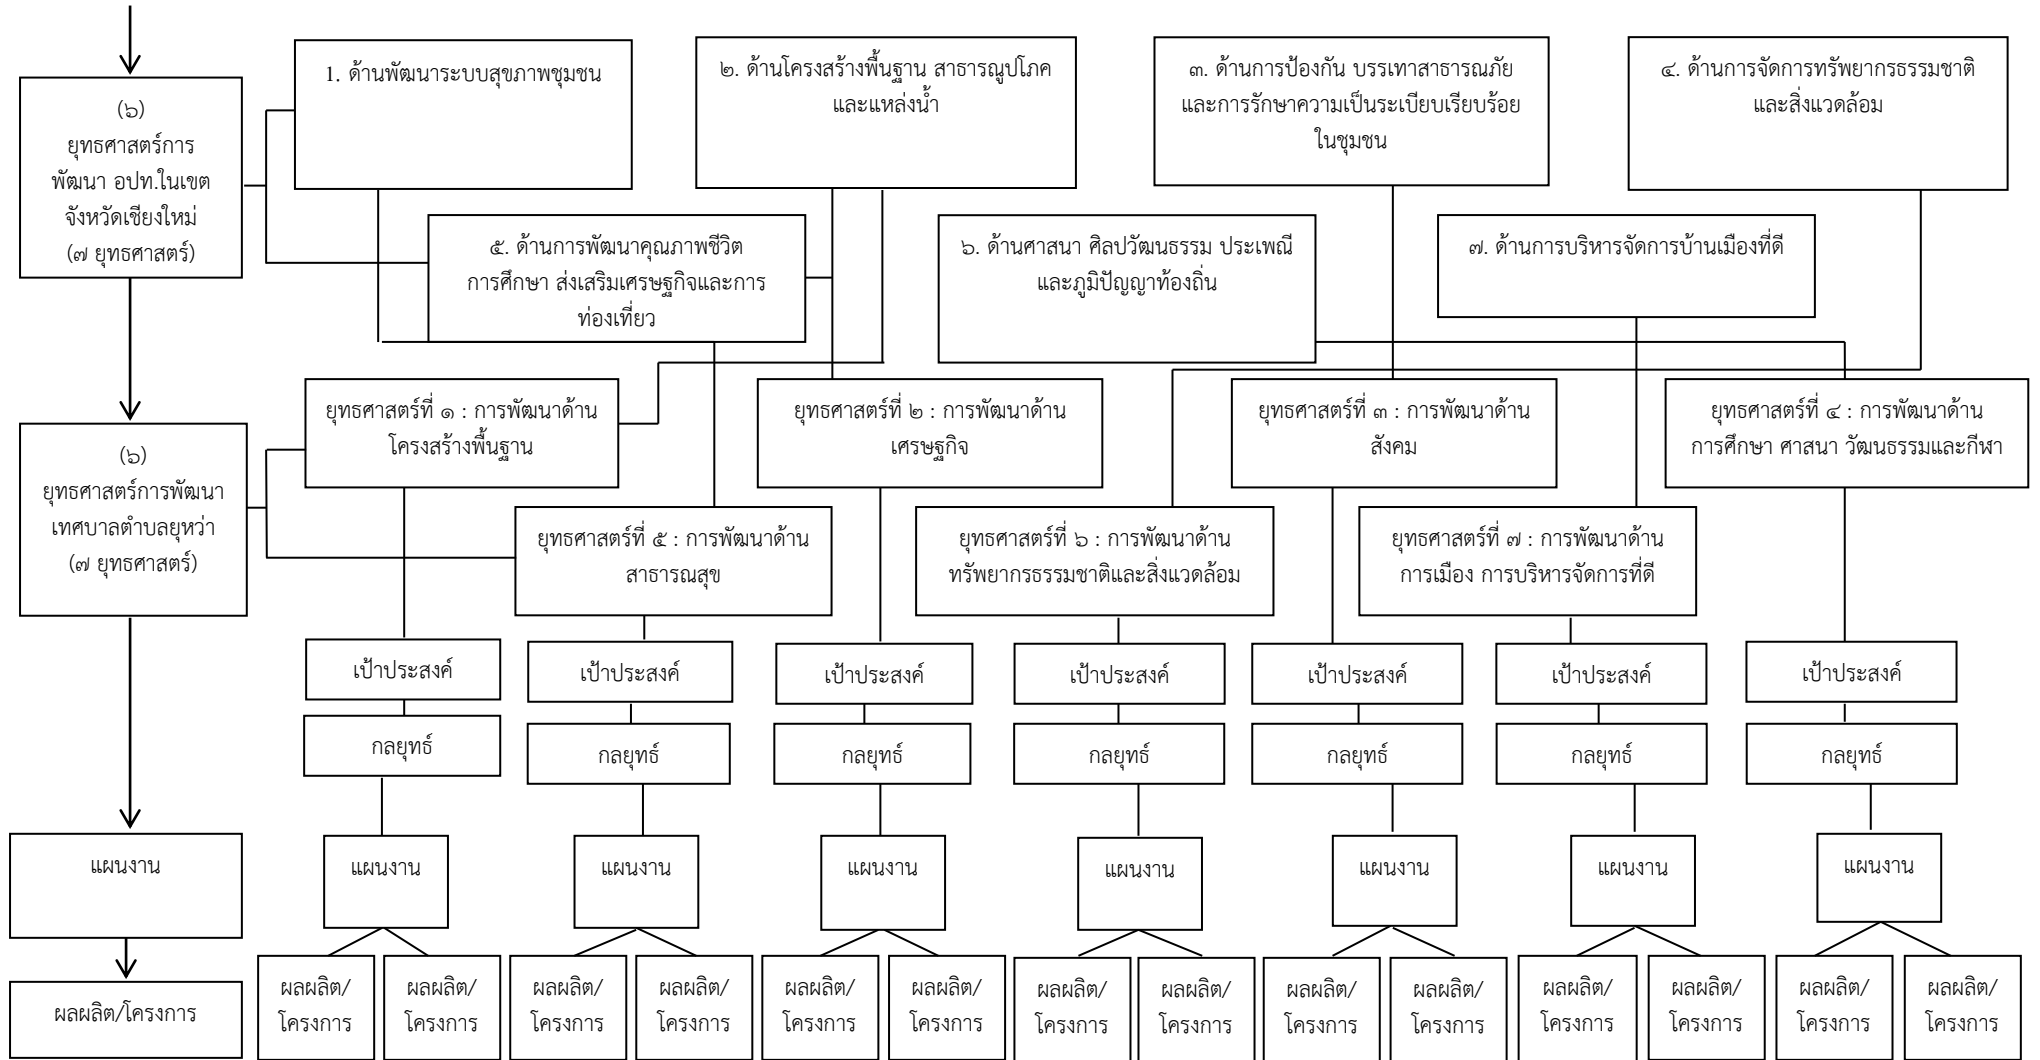 1. ด้านพัฒนาระบบสุขภาพชุมชน
๒. ด้านโครงสร้างพื้นฐาน สาธารณูปโภค
และแหล่งน้ำ
๓. ด้านการป้องกัน บรรเทาสาธารณภัย
และการรักษาความเป็นระเบียบเรียบร้อย
ในชุมชน
๔. ด้านการจัดการทรัพยากรธรรมชาติ
และสิ่งแวดล้อม
(๖)
ยุทธศาสตร์การ
พัฒนา อปท.ในเขต
จังหวัดเชียงใหม่
(๗ ยุทธศาสตร์)
๕. ด้านการพัฒนาคุณภาพชีวิต
การศึกษา ส่งเสริมเศรษฐกิจและการ
ท่องเที่ยว
๖. ด้านศาสนา ศิลปวัฒนธรรม ประเพณี
และภูมิปัญญาท้องถิ่น
๗. ด้านการบริหารจัดการบ้านเมืองที่ดี
ยุทธศาสตร์ที่ ๑ : การพัฒนาด้าน
โครงสร้างพื้นฐาน
ยุทธศาสตร์ที่ ๒ : การพัฒนาด้าน
เศรษฐกิจ
ยุทธศาสตร์ที่ ๓ : การพัฒนาด้าน
สังคม
ยุทธศาสตร์ที่ ๔ : การพัฒนาด้าน
การศึกษา ศาสนา วัฒนธรรมและกีฬา
(๖)
ยุทธศาสตร์การพัฒนา
เทศบาลตำบลยุหว่า
(๗ ยุทธศาสตร์)
ยุทธศาสตร์ที่ ๕ : การพัฒนาด้าน
สาธารณสุข
ยุทธศาสตร์ที่ ๖ : การพัฒนาด้าน
ทรัพยากรธรรมชาติและสิ่งแวดล้อม
ยุทธศาสตร์ที่ ๗ : การพัฒนาด้าน
การเมือง การบริหารจัดการที่ดี
เป้าประสงค์
เป้าประสงค์
เป้าประสงค์
เป้าประสงค์
เป้าประสงค์
เป้าประสงค์
เป้าประสงค์
กลยุทธ์
กลยุทธ์
กลยุทธ์
กลยุทธ์
กลยุทธ์
กลยุทธ์
กลยุทธ์
แผนงาน
แผนงาน
แผนงาน
แผนงาน
แผนงาน
แผนงาน
แผนงาน
แผนงาน
ผลผลิต/โครงการ
ผลผลิต/
โครงการ
ผลผลิต/
โครงการ
ผลผลิต/
โครงการ
ผลผลิต/
โครงการ
ผลผลิต/
โครงการ
ผลผลิต/
โครงการ
ผลผลิต/
โครงการ
ผลผลิต/
โครงการ
ผลผลิต/
โครงการ
ผลผลิต/
โครงการ
ผลผลิต/
โครงการ
ผลผลิต/
โครงการ
ผลผลิต/
โครงการ
ผลผลิต/
โครงการ